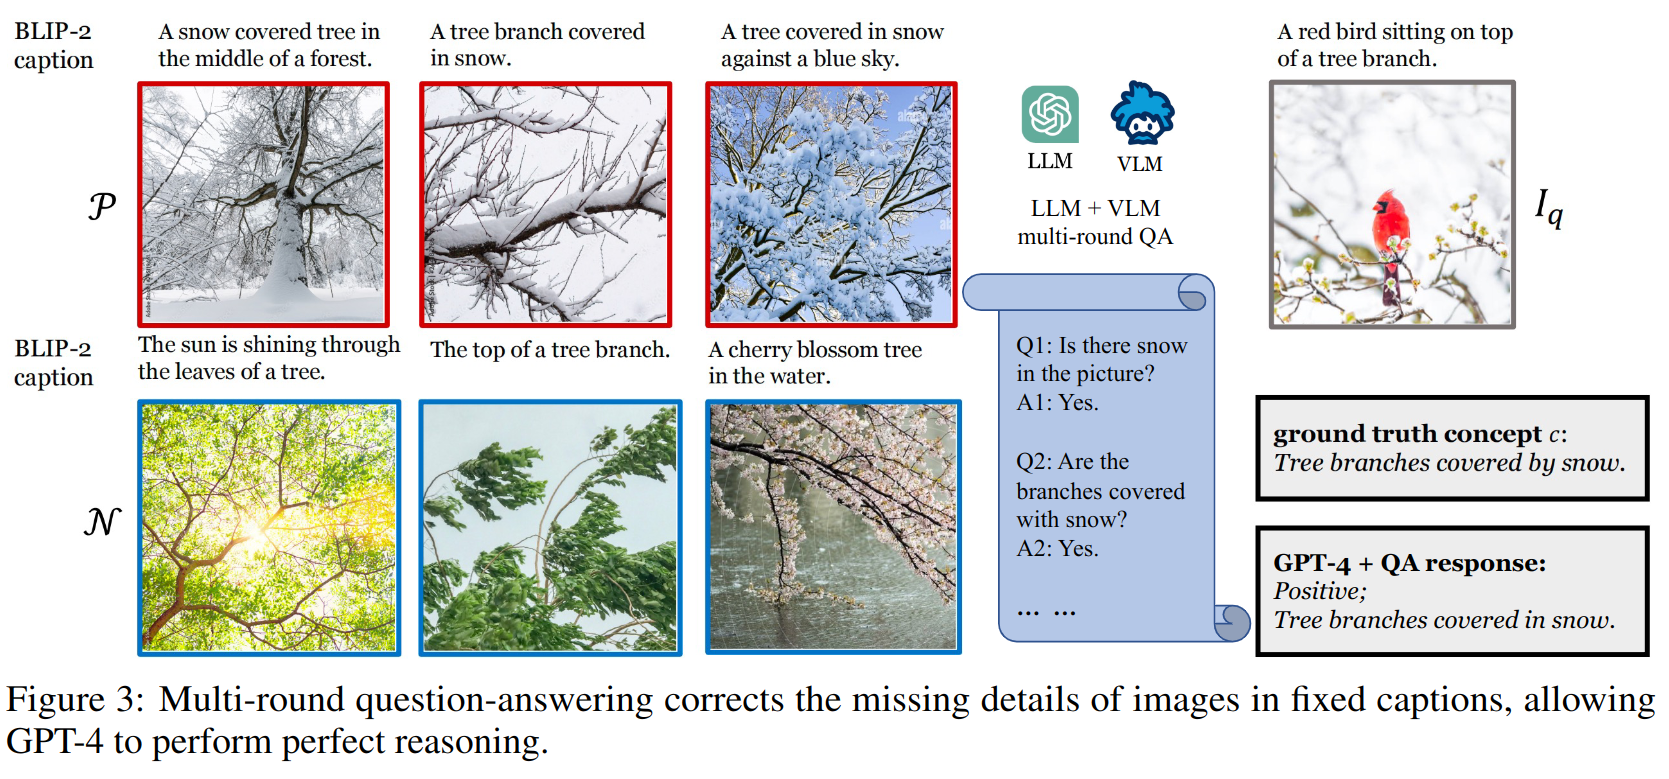 BLIP-2
caption
A snow covered tree in
the middle of a forest.
A tree branch covered
in snow.
A tree covered in snow
against a blue sky.
A red bird sitting on top
of a tree branch.
𝒫
LLM
VLM
LLM + VLM
multi-round QA
I_q
BLIP-2
caption
The sun is shining through
the leaves of a tree.
The top of a tree branch.
A cherry blossom tree
in the water.
𝒩
Q1: Is there snow
in the picture?
A1: Yes.
Q2: Are the
branches covered
with snow?
A2: Yes.
... ...
ground truth concept c:
Tree branches covered by snow.
GPT-4 + QA response:
Positive;
Tree branches covered in snow.
Figure 3: Multi-round question-answering corrects the missing details of images in fixed captions, allowing
GPT-4 to perform perfect reasoning.